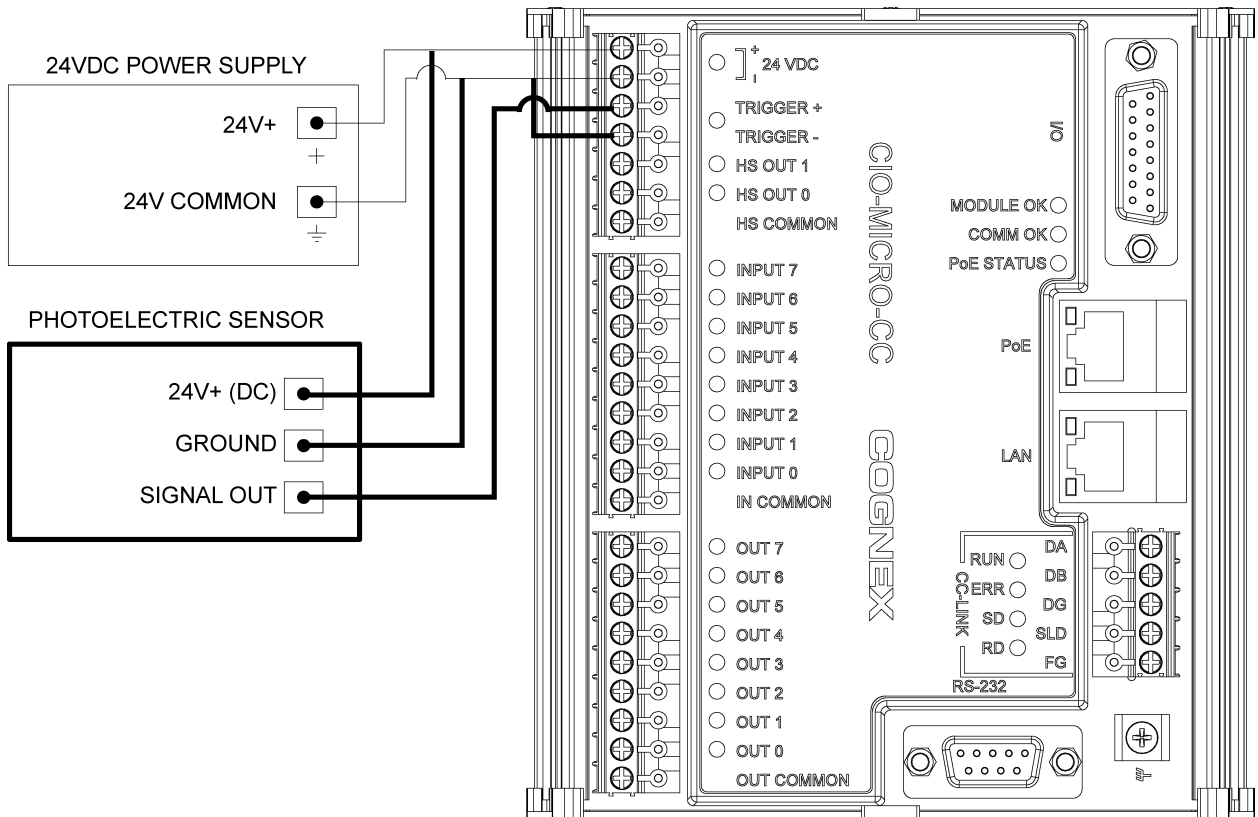 24VDC POWER SUPPLY
24V+
+
24V COMMON
PHOTOELECTRIC SENSOR
24V+ (DC)
GROUND
SIGNAL OUT
+
24 VDC
-
TRIGGER +
TRIGGER -
HS OUT 1
HS OUT 0
HS COMMON
INPUT 7
INPUT 6
INPUT 5
INPUT 4
INPUT 3
INPUT 2
INPUT 1
INPUT 0
IN COMMON
OUT 7
OUT 6
OUT 5
OUT 4
OUT 3
OUT 2
OUT 1
OUT 0
OUT COMMON
CIO-MICRO-CC
COGNEX
I/O
MODULE OK
COMM OK
PoE STATUS
PoE
LAN
CC-LINK
RUN
ERR
SD
RD
DA
DB
DG
SLD
FG
RS-232